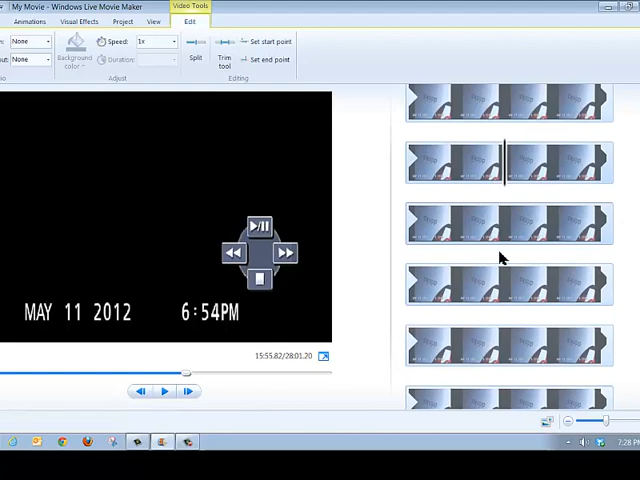 My Movie - Windows Live Movie Maker
Video Tools
Animations Visual Effects Project View Edit
None
None
Background color
Speed: 1x
Duration:
Adjust
Split
Trim tool
Set start point
Set end point
Editing
MAY 11 2012 6:54PM
15:55.82/28:01.20
7:28 PM